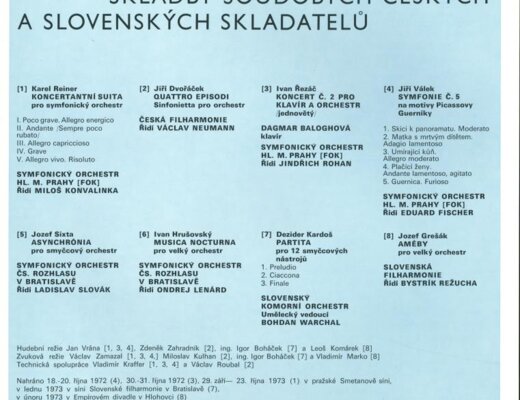 SKLADBY SOUDOBÝCH ČESKÝCH
A SLOVENSKÝCH SKLADATELŮ
[1] Karel Reiner
KONCERTANTNÍ SUITA
pro symfonický orchestr
I. Poco grave. Allegro energico
II. Andante /Sempre poco
rubato/
III. Allegro capriccioso
IV. Grave
V. Allegro vivo. Risoluto
SYMFONICKÝ ORCHESTR
HL. M. PRAHY [FOK]
Řídí MILOŠ KONVALINKA
[2] Jiří Dvořáček
QUATTRO EPISODI
Sinfonietta pro orchestr
ČESKÁ FILHARMONIE
Řídí VÁCLAV NEUMANN
[3] Ivan Řezáč
KONCERT Č. 2 PRO
KLAVÍR A ORCHESTR
/jednovětý/
DAGMAR BALOGHOVÁ
klavír
SYMFONICKÝ ORCHESTR
HL. M. PRAHY [FOK]
Řídí JINDŘICH ROHAN
[4] Jiří Válek
SYMFONIE Č. 5
na motivy Picassovy
Guerniky
1. Skici k panoramatu. Moderato
2. Matka s mrtvým dítětem.
Adagio lamentoso
3. Umírající kůň.
Allegro moderato
4. Plačící ženy.
Andante lamentoso, agitato
5. Guernica. Furioso
SYMFONICKÝ ORCHESTR
HL. M. PRAHY [FOK]
Řídí EDUARD FISCHER
[5] Jozef Sixta
ASYNCHRÓNIA
pro smyčcový orchestr
SYMFONICKÝ ORCHESTR
ČS. ROZHLASU
V BRATISLAVĚ
Řídí LADISLAV SLOVÁK
[6] Ivan Hrušovský
MUSICA NOCTURNA
pro velký orchestr
SYMFONICKÝ ORCHESTR
ČS. ROZHLASU
V BRATISLAVĚ
Řídí ONDREJ LENÁRD
[7] Dezider Kardoš
PARTITA
pro 12 smyčcových
nástrojů
1. Preludio
2. Ciaccona
3. Finale
SLOVENSKÝ
KOMORNÍ ORCHESTR
Umělecký vedoucí
BOHDAN WARCHAL
[8] Jozef Grešák
AMÉBY
pro velký orchestr
SLOVENSKÁ
FILHARMONIE
Řídí BYSTRÍK REŽUCHA
Hudební režie Jan Vrána [1, 3, 4], Zdeněk Zahradník [2], ing. Igor Boháček [7] a Leoš Komárek [8]
Zvuková režie Václav Zamazal [1, 3, 4,] Miloslav Kulhan [2], ing. Igor Boháček [7] a Vladimír Marko [8]
Technická spolupráce Vladimír Kraffer [1, 3, 4] a Václav Roubal [2]
Nahráno 18.-20. října 1972 (4), 30.-31. října 1972 (3), 29. září— 23. října 1973 (1) v pražské Smetanově síni,
v lednu 1973 v síni Slovenské filharmonie v Bratislavě (7),
v únoru 1973 v Empírovém divadle v Hlohovci (8)